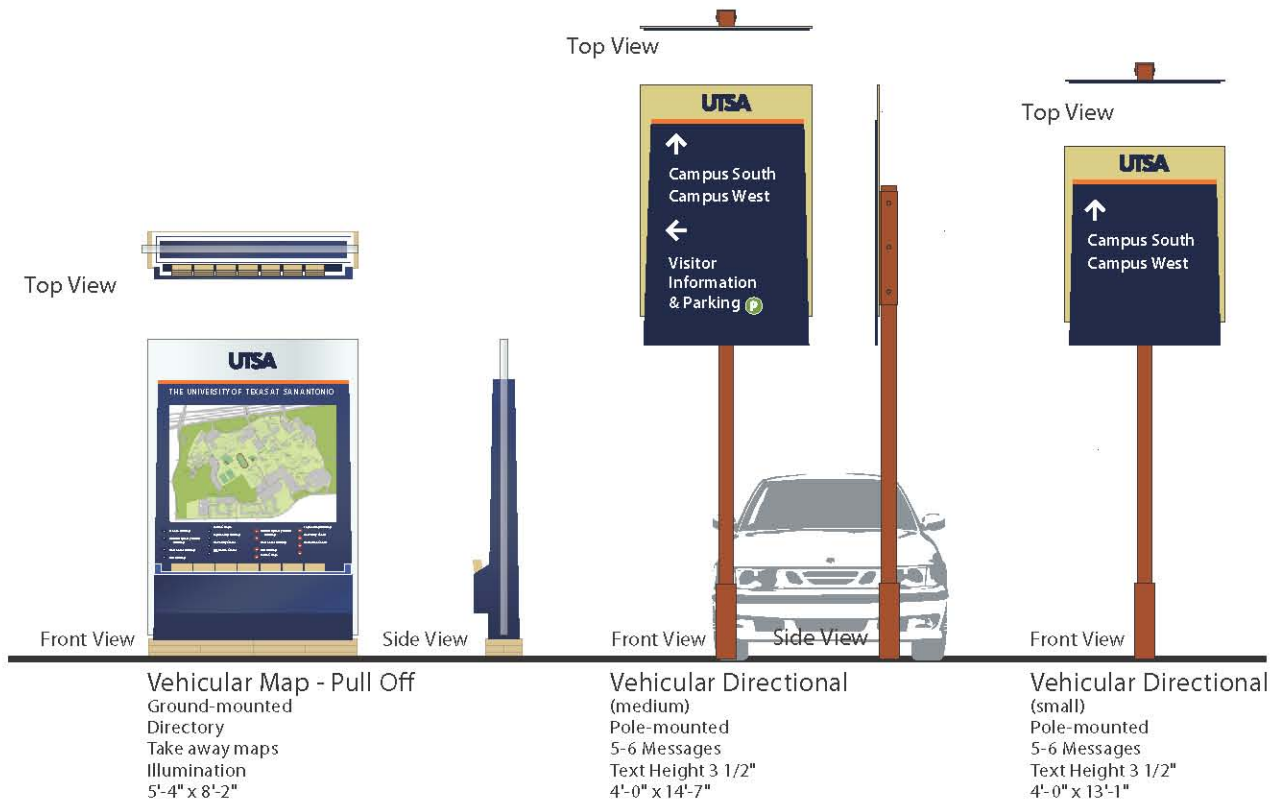 Top View
UTSA
THE UNIVERSITY OF TEXAS AT SAN ANTONIO
Front View
Side View
Vehicular Map - Pull Off
Ground-mounted
Directory
Take away maps
Illumination
5'-4" x 8'-2"
Top View
UTSA
Campus South
Campus West
Visitor
Information
& Parking P
Front View
Side View
Vehicular Directional
(medium)
Pole-mounted
5-6 Messages
Text Height 3 1/2"
4'-0" x 14'-7"
Top View
UTSA
Campus South
Campus West
Front View
Vehicular Directional
(small)
Pole-mounted
5-6 Messages
Text Height 3 1/2"
4'-0" x 13'-1"